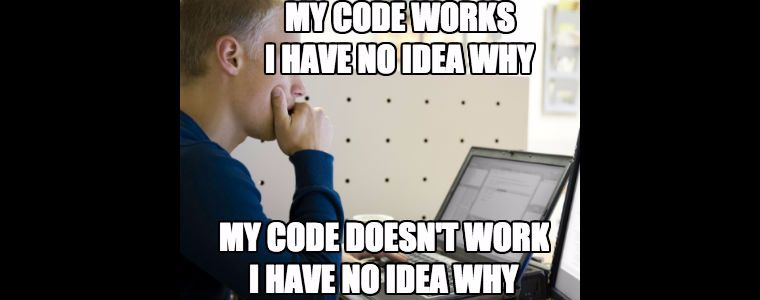 MY CODE WORKS
I HAVE NO IDEA WHY
MY CODE DOESN'T WORK
I HAVE NO IDEA WHY